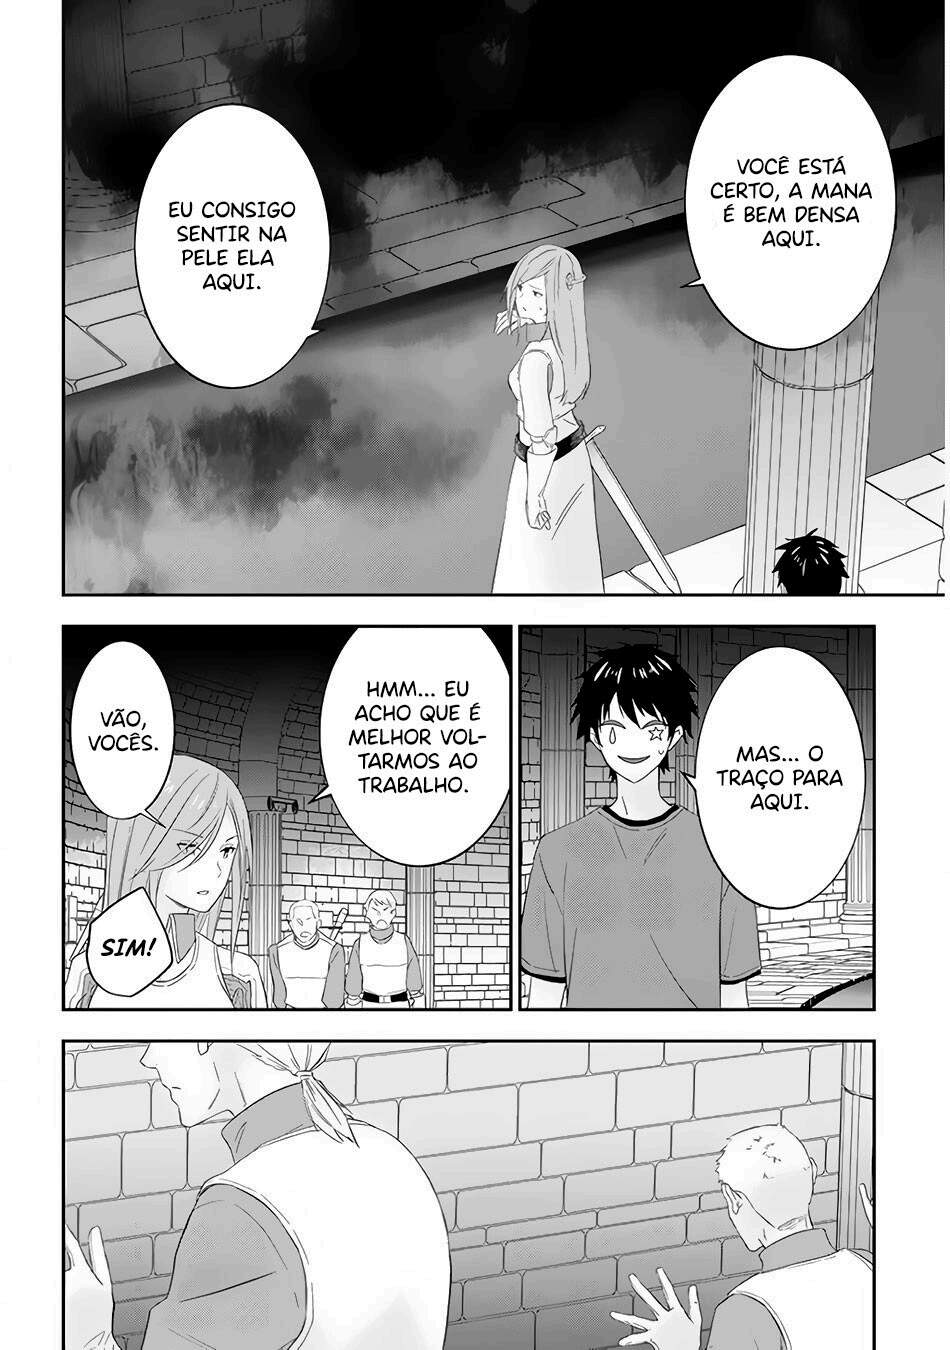 VOCÊ ESTÁ
CERTO, A MANA
É BEM DENSA
AQUI.
EU CONSIGO
SENTIR NA
PELE ELA
AQUI.
MAS... O
TRAÇO PARA
AQUI.
HMM... EU
ACHO QUE É
MELHOR VOL-
TARMOS AO
TRABALHO.
VÃO,
VOCÊS.
SIM!